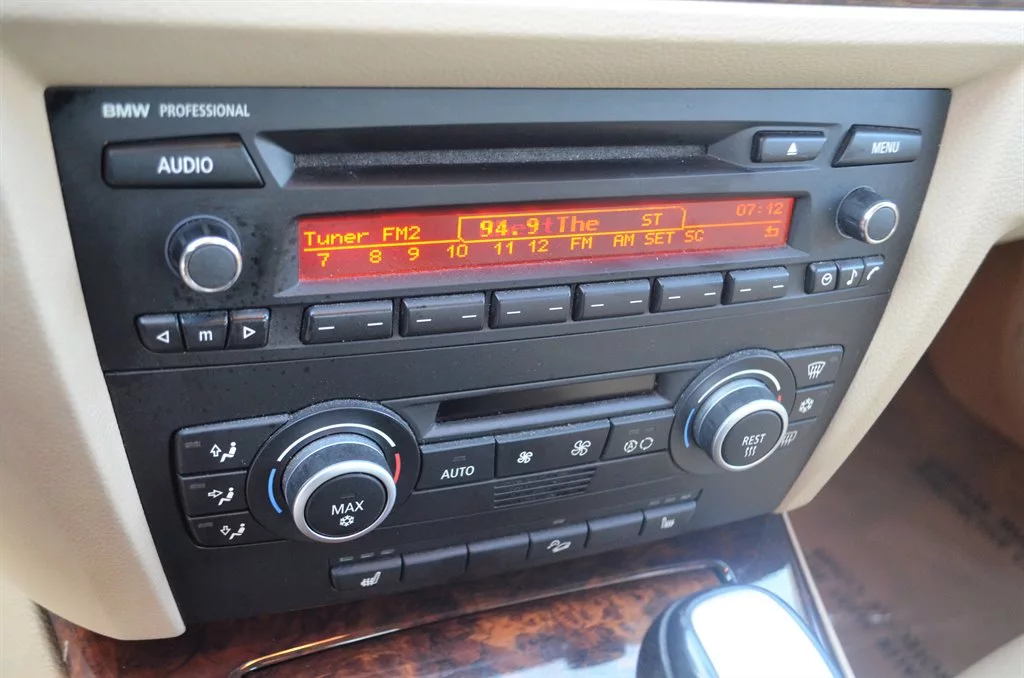 BMW PROFESSIONAL
AUDIO
MENU
Tuner FM2 94.9 The ST 07:42
7 8 9 10 11 12 FM AM SET SC
m
AUTO
MAX
REST